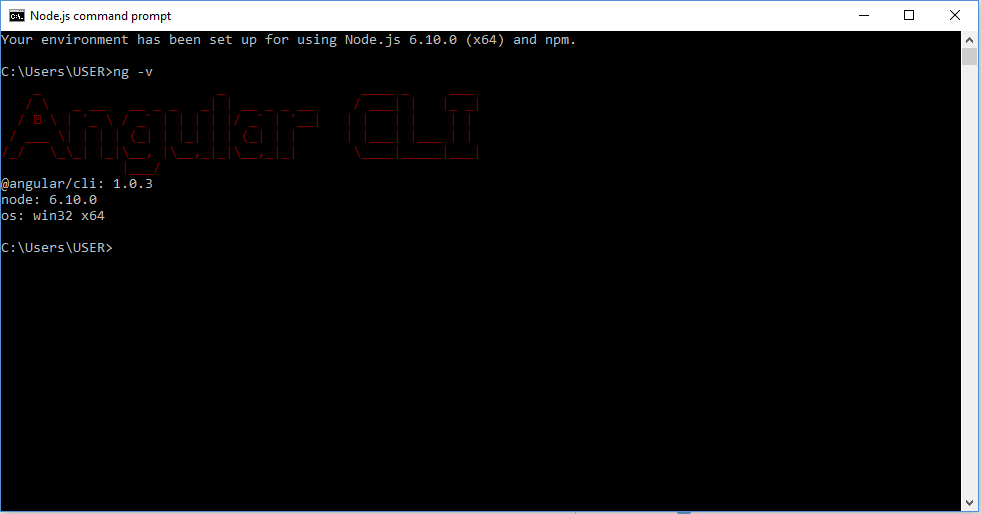 Node.js command prompt
Your environment has been set up for using Node.js 6.10.0 (x64) and npm.
C:\Users\USER>ng -v
Angular CLI
@angular/cli: 1.0.3
node: 6.10.0
os: win32 x64
C:\Users\USER>